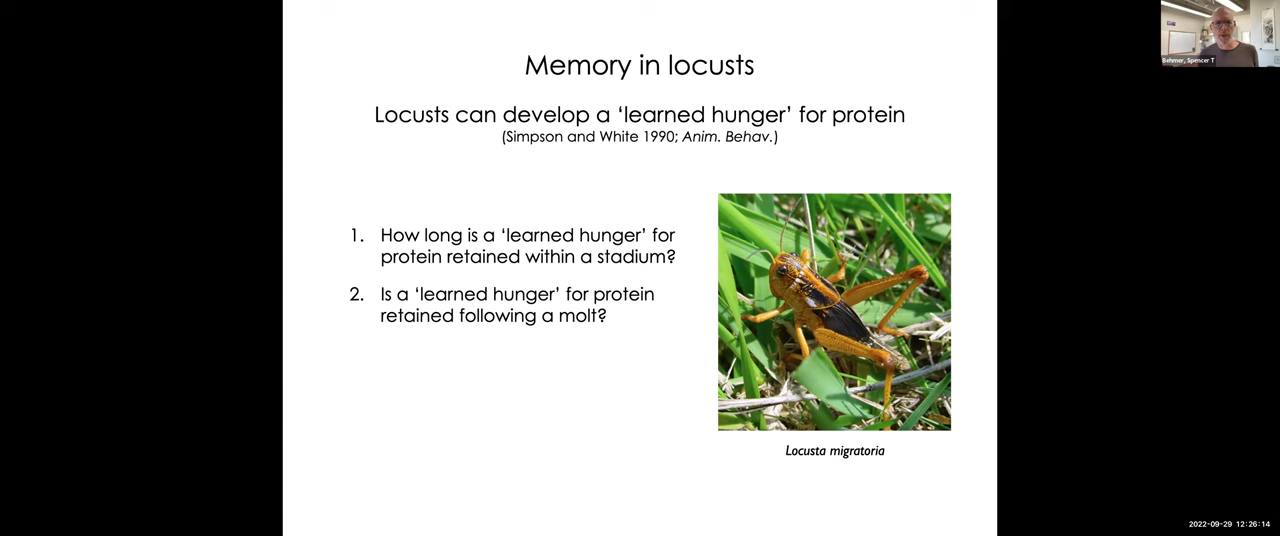 Memory in locusts
Locusts can develop a ‘learned hunger’ for protein
(Simpson and White 1990; Anim. Behav.)
1. How long is a ‘learned hunger’ for
protein retained within a stadium?
2. Is a ‘learned hunger’ for protein
retained following a molt?
Locusta migratoria
Behmer, Spencer T
2022-09-29 12:26:14